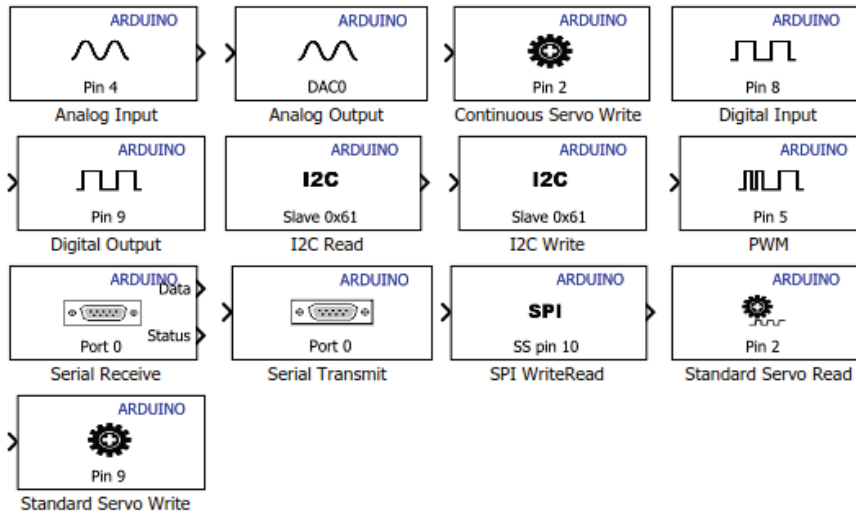 ARDUINO
Pin 4
Analog Input
ARDUINO
DAC0
Analog Output
ARDUINO
Pin 2
Continuous Servo Write
ARDUINO
Pin 8
Digital Input
ARDUINO
Pin 9
Digital Output
ARDUINO
I2C
Slave 0x61
I2C Read
ARDUINO
I2C
Slave 0x61
I2C Write
ARDUINO
Pin 5
PWM
ARDUINO
Data
Port 0
Status
Serial Receive
ARDUINO
Port 0
Serial Transmit
ARDUINO
SPI
SS pin 10
SPI WriteRead
ARDUINO
Pin 2
Standard Servo Read
ARDUINO
Pin 9
Standard Servo Write